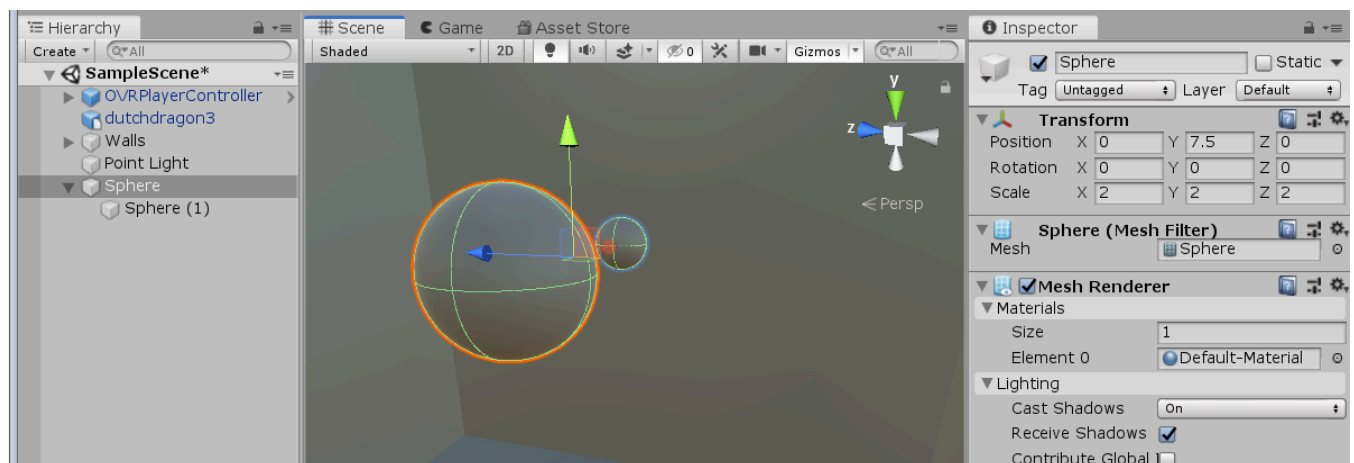 Hierarchy
Create
All
SampleScene*
OVRPlayerController
dutchdragon3
Walls
Point Light
Sphere
Sphere (1)
Scene
Game
Asset Store
Shaded
2D
0
Gizmos
All
y
z
Persp
Inspector
Sphere
Static
Tag
Untagged
Layer
Default
Transform
Position X 0 Y 7.5 Z 0
Rotation X 0 Y 0 Z 0
Scale X 2 Y 2 Z 2
Sphere (Mesh Filter)
Mesh Sphere
Mesh Renderer
Materials
Size 1
Element 0 Default-Material
Lighting
Cast Shadows On
Receive Shadows
Contribute Global